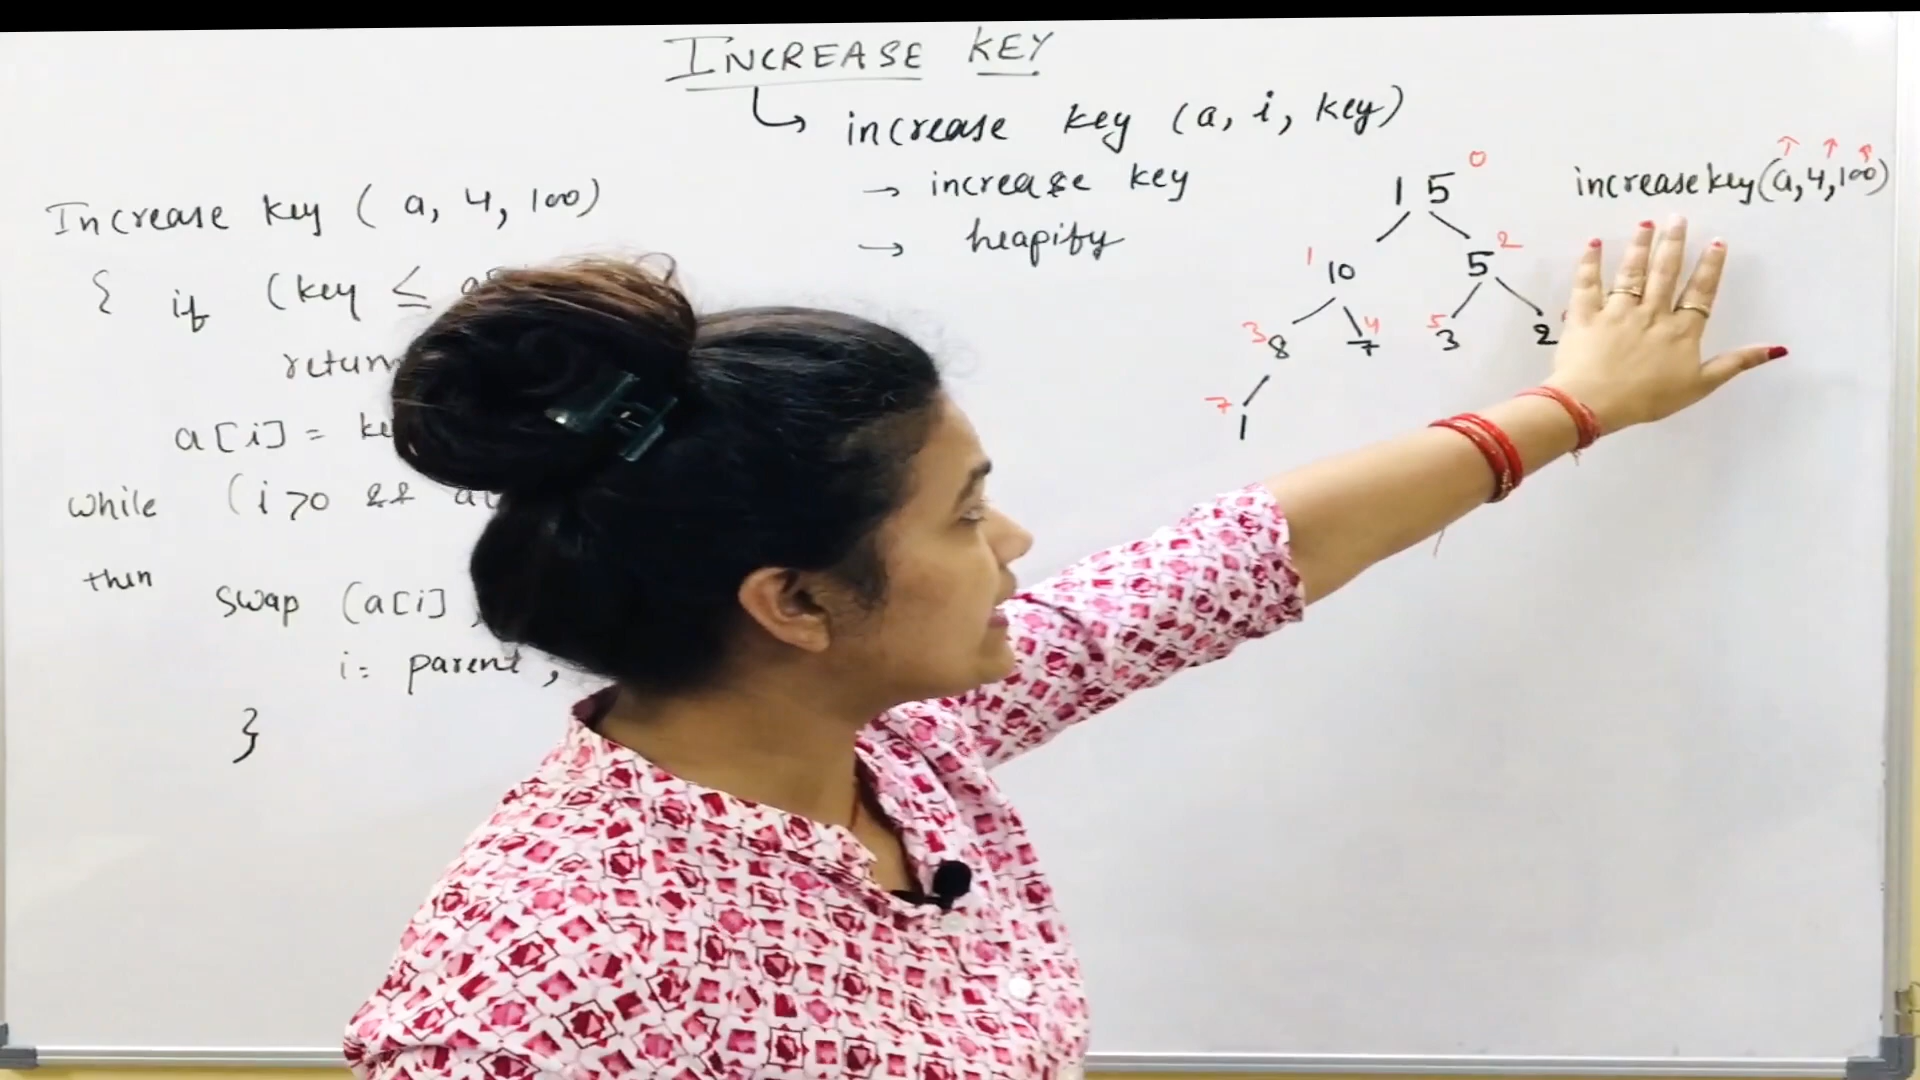 INCREASE KEY
increase key (a, i, key)
→ increase key
→ heapify
Increase key ( a, 4, 100)
{ if (key ≤
return
a[i] =
while (i >0 &&
then
swap (a[i] ,
i = parent ,
}
increasekey(a,4,100)
15 0
1 10 5 2
3 8 4 7 5 3 2
7 1